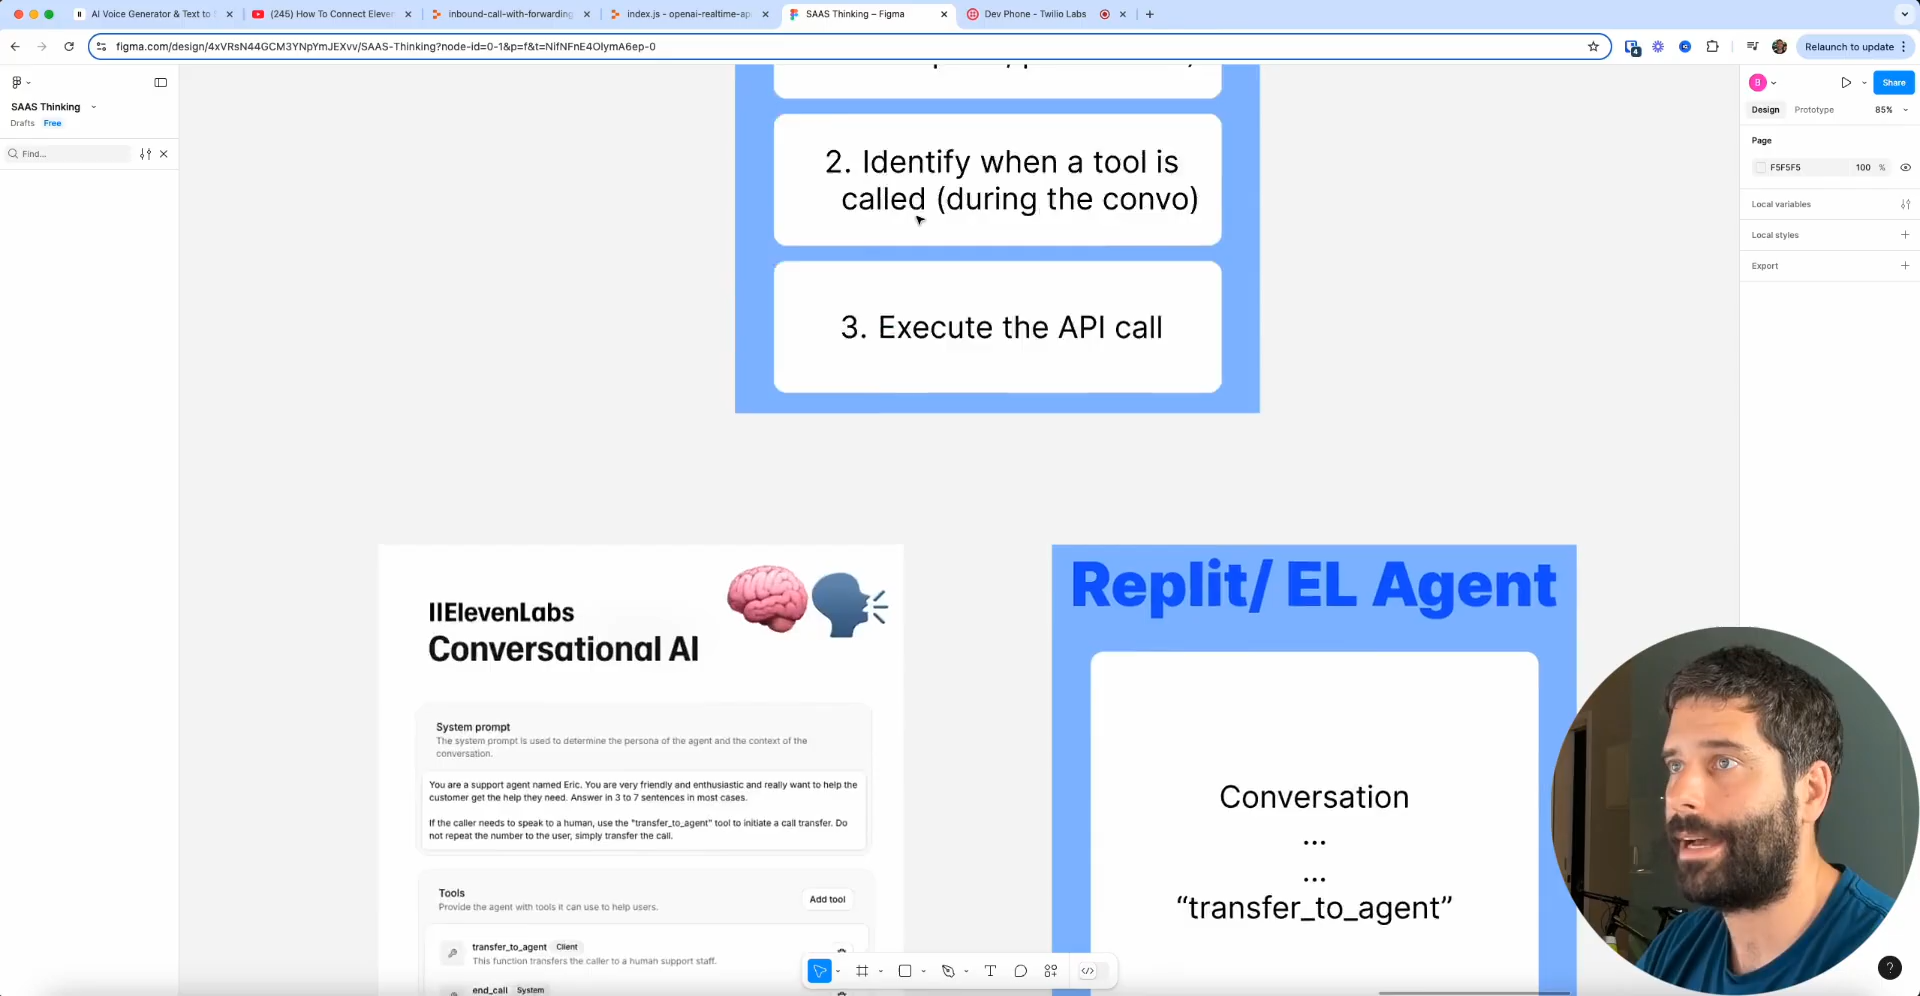 AI Voice Generator & Text to S
(245) How To Connect Eleven
inbound-call-with-forwarding
index.js - openai-realtime-ap
SAAS Thinking – Figma
Dev Phone - Twilio Labs
figma.com/design/4xVRsN44GCM3YNpYmJEXvv/SAAS-Thinking?node-id=0-1&p=f&t=NifNFnE4OlymA6ep-0
Relaunch to update
SAAS Thinking
Drafts Free
Find...
B
Share
Design Prototype 85%
Page
F5F5F5 100 %
Local variables
Local styles
Export
2. Identify when a tool is
called (during the convo)
3. Execute the API call
IIElevenLabs
Conversational AI
System prompt
The system prompt is used to determine the persona of the agent and the context of the
conversation.
You are a support agent named Eric. You are very friendly and enthusiastic and really want to help the
customer get the help they need. Answer in 3 to 7 sentences in most cases.
If the caller needs to speak to a human, use the "transfer_to_agent" tool to initiate a call transfer. Do
not repeat the number to the user, simply transfer the call.
Tools
Provide the agent with tools it can use to help users.
Add tool
transfer_to_agent Client
This function transfers the caller to a human support staff.
end_call System
Replit/ EL Agent
Conversation
...
...
“transfer_to_agent”
T
?